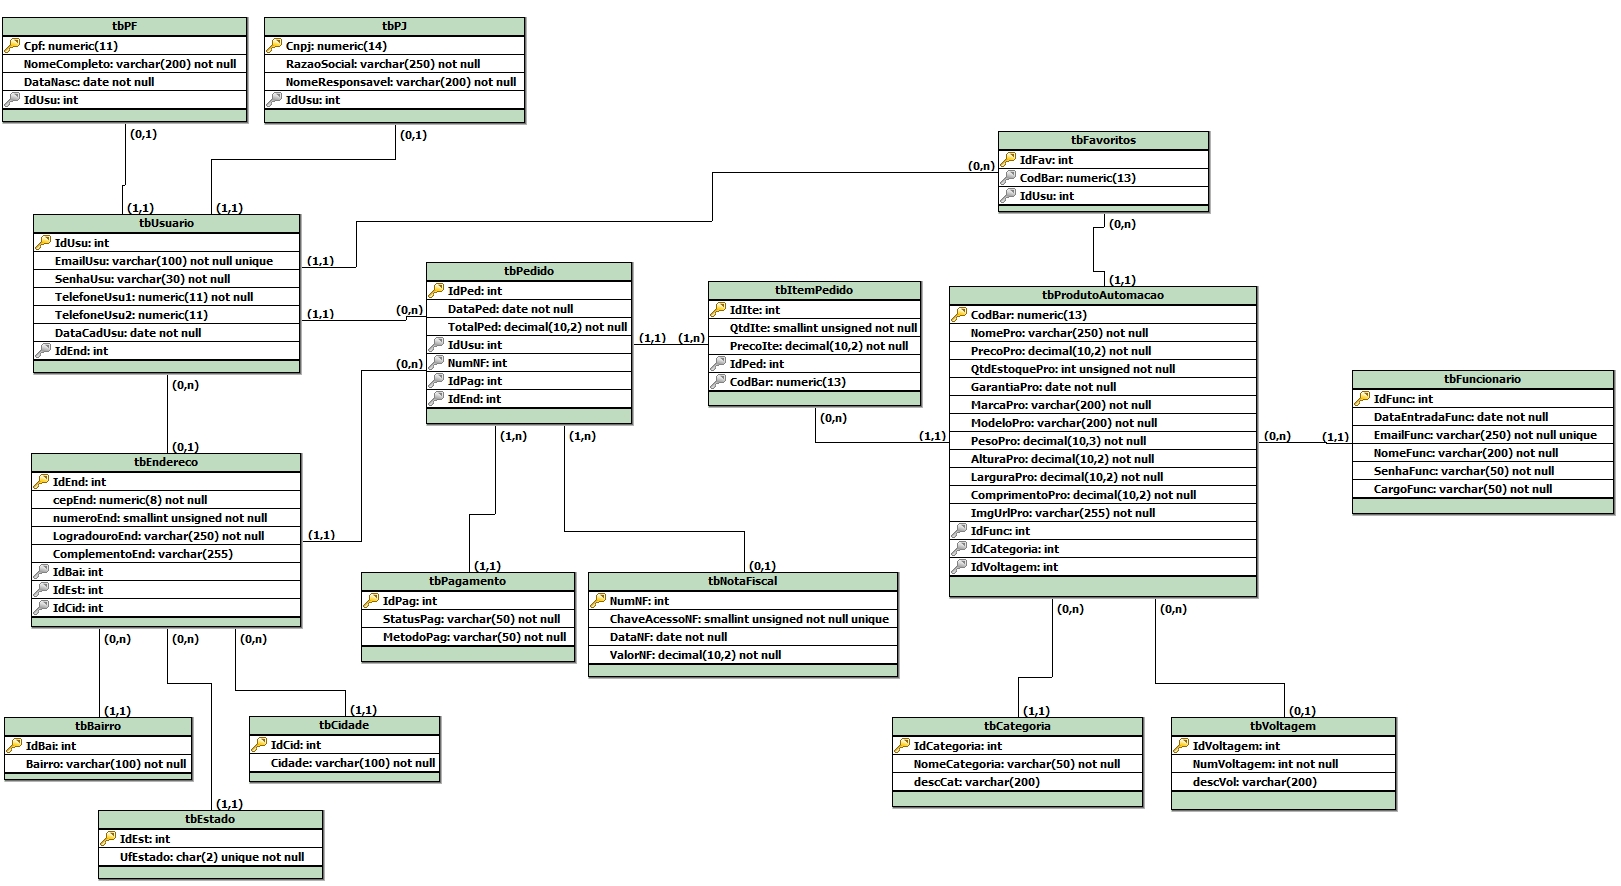 tbPF
Cpf: numeric(11)
NomeCompleto: varchar(200) not null
DataNasc: date not null
IdUsu: int
(0,1)
tbPJ
Cnpj: numeric(14)
RazaoSocial: varchar(250) not null
NomeResponsavel: varchar(200) not null
IdUsu: int
(0,1)
(1,1)
(1,1)
tbUsuario
IdUsu: int
EmailUsu: varchar(100) not null unique
SenhaUsu: varchar(30) not null
TelefoneUsu1: numeric(11) not null
TelefoneUsu2: numeric(11)
DataCadUsu: date not null
IdEnd: int
(1,1)
(1,1)
(0,n)
(0,n)
tbFavoritos
IdFav: int
CodBar: numeric(13)
IdUsu: int
(0,n)
(1,1)
(0,n)
(0,n)
tbPedido
IdPed: int
DataPed: date not null
TotalPed: decimal(10,2) not null
IdUsu: int
NumNF: int
IdPag: int
IdEnd: int
(1,1)
(1,n)
(1,n)
(1,n)
tbItemPedido
IdIte: int
QtdIte: smallint unsigned not null
PrecoIte: decimal(10,2) not null
IdPed: int
CodBar: numeric(13)
(0,n)
(1,1)
tbProdutoAutomacao
CodBar: numeric(13)
NomePro: varchar(250) not null
PrecoPro: decimal(10,2) not null
QtdEstoquePro: int unsigned not null
GarantiaPro: date not null
MarcaPro: varchar(200) not null
ModeloPro: varchar(200) not null
PesoPro: decimal(10,3) not null
AlturaPro: decimal(10,2) not null
LarguraPro: decimal(10,2) not null
ComprimentoPro: decimal(10,2) not null
ImgUrlPro: varchar(255) not null
IdFunc: int
IdCategoria: int
IdVoltagem: int
(0,n)
(1,1)
(0,n)
(0,n)
tbFuncionario
IdFunc: int
DataEntradaFunc: date not null
EmailFunc: varchar(250) not null unique
NomeFunc: varchar(200) not null
SenhaFunc: varchar(50) not null
CargoFunc: varchar(50) not null
(0,1)
tbEndereco
IdEnd: int
cepEnd: numeric(8) not null
numeroEnd: smallint unsigned not null
LogradouroEnd: varchar(250) not null
ComplementoEnd: varchar(255)
IdBai: int
IdEst: int
IdCid: int
(1,1)
(0,n)
(0,n)
(0,n)
(1,1)
tbPagamento
IdPag: int
StatusPag: varchar(50) not null
MetodoPag: varchar(50) not null
(0,1)
tbNotaFiscal
NumNF: int
ChaveAcessoNF: smallint unsigned not null unique
DataNF: date not null
ValorNF: decimal(10,2) not null
(1,1)
tbBairro
IdBai: int
Bairro: varchar(100) not null
(1,1)
tbCidade
IdCid: int
Cidade: varchar(100) not null
(1,1)
tbEstado
IdEst: int
UfEstado: char(2) unique not null
(1,1)
tbCategoria
IdCategoria: int
NomeCategoria: varchar(50) not null
descCat: varchar(200)
(0,1)
tbVoltagem
IdVoltagem: int
NumVoltagem: int not null
descVol: varchar(200)